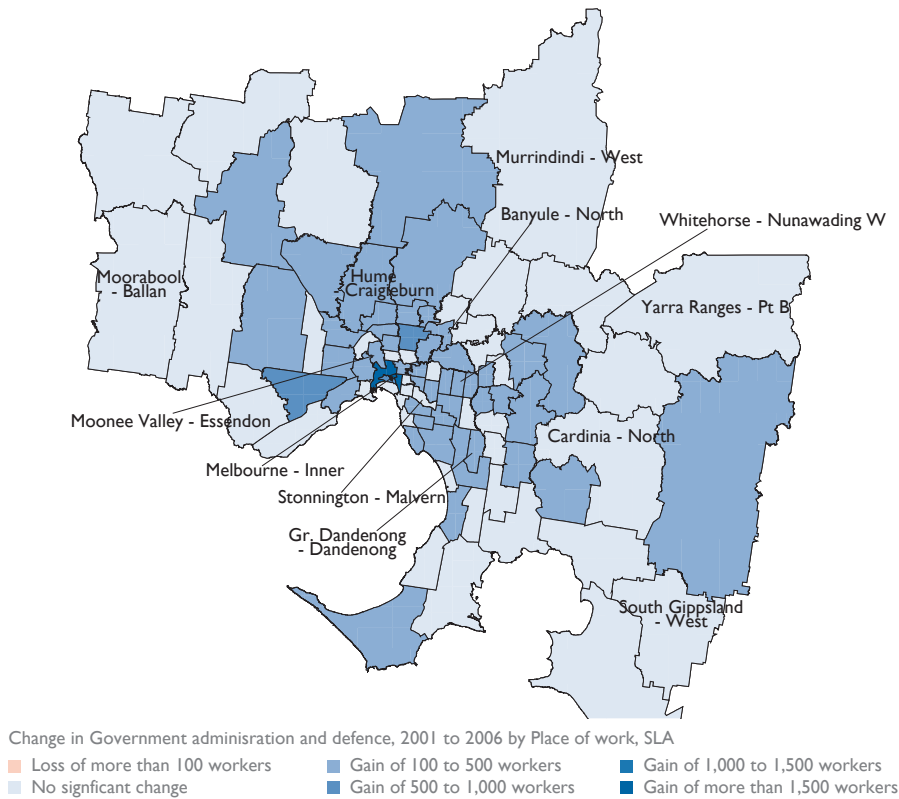 Murrindindi - West
Banyule - North
Whitehorse - Nunawading W
Moorabool
- Ballan
Hume
Craigieburn
Yarra Ranges - Pt B
Moonee Valley - Essendon
Cardinia - North
Melbourne - Inner
Stonnington - Malvern
Gr. Dandenong
- Dandenong
South Gippsland
- West
Change in Government adminisration and defence, 2001 to 2006 by Place of work, SLA
Loss of more than 100 workers
Gain of 100 to 500 workers
Gain of 1,000 to 1,500 workers
No signficant change
Gain of 500 to 1,000 workers
Gain of more than 1,500 workers